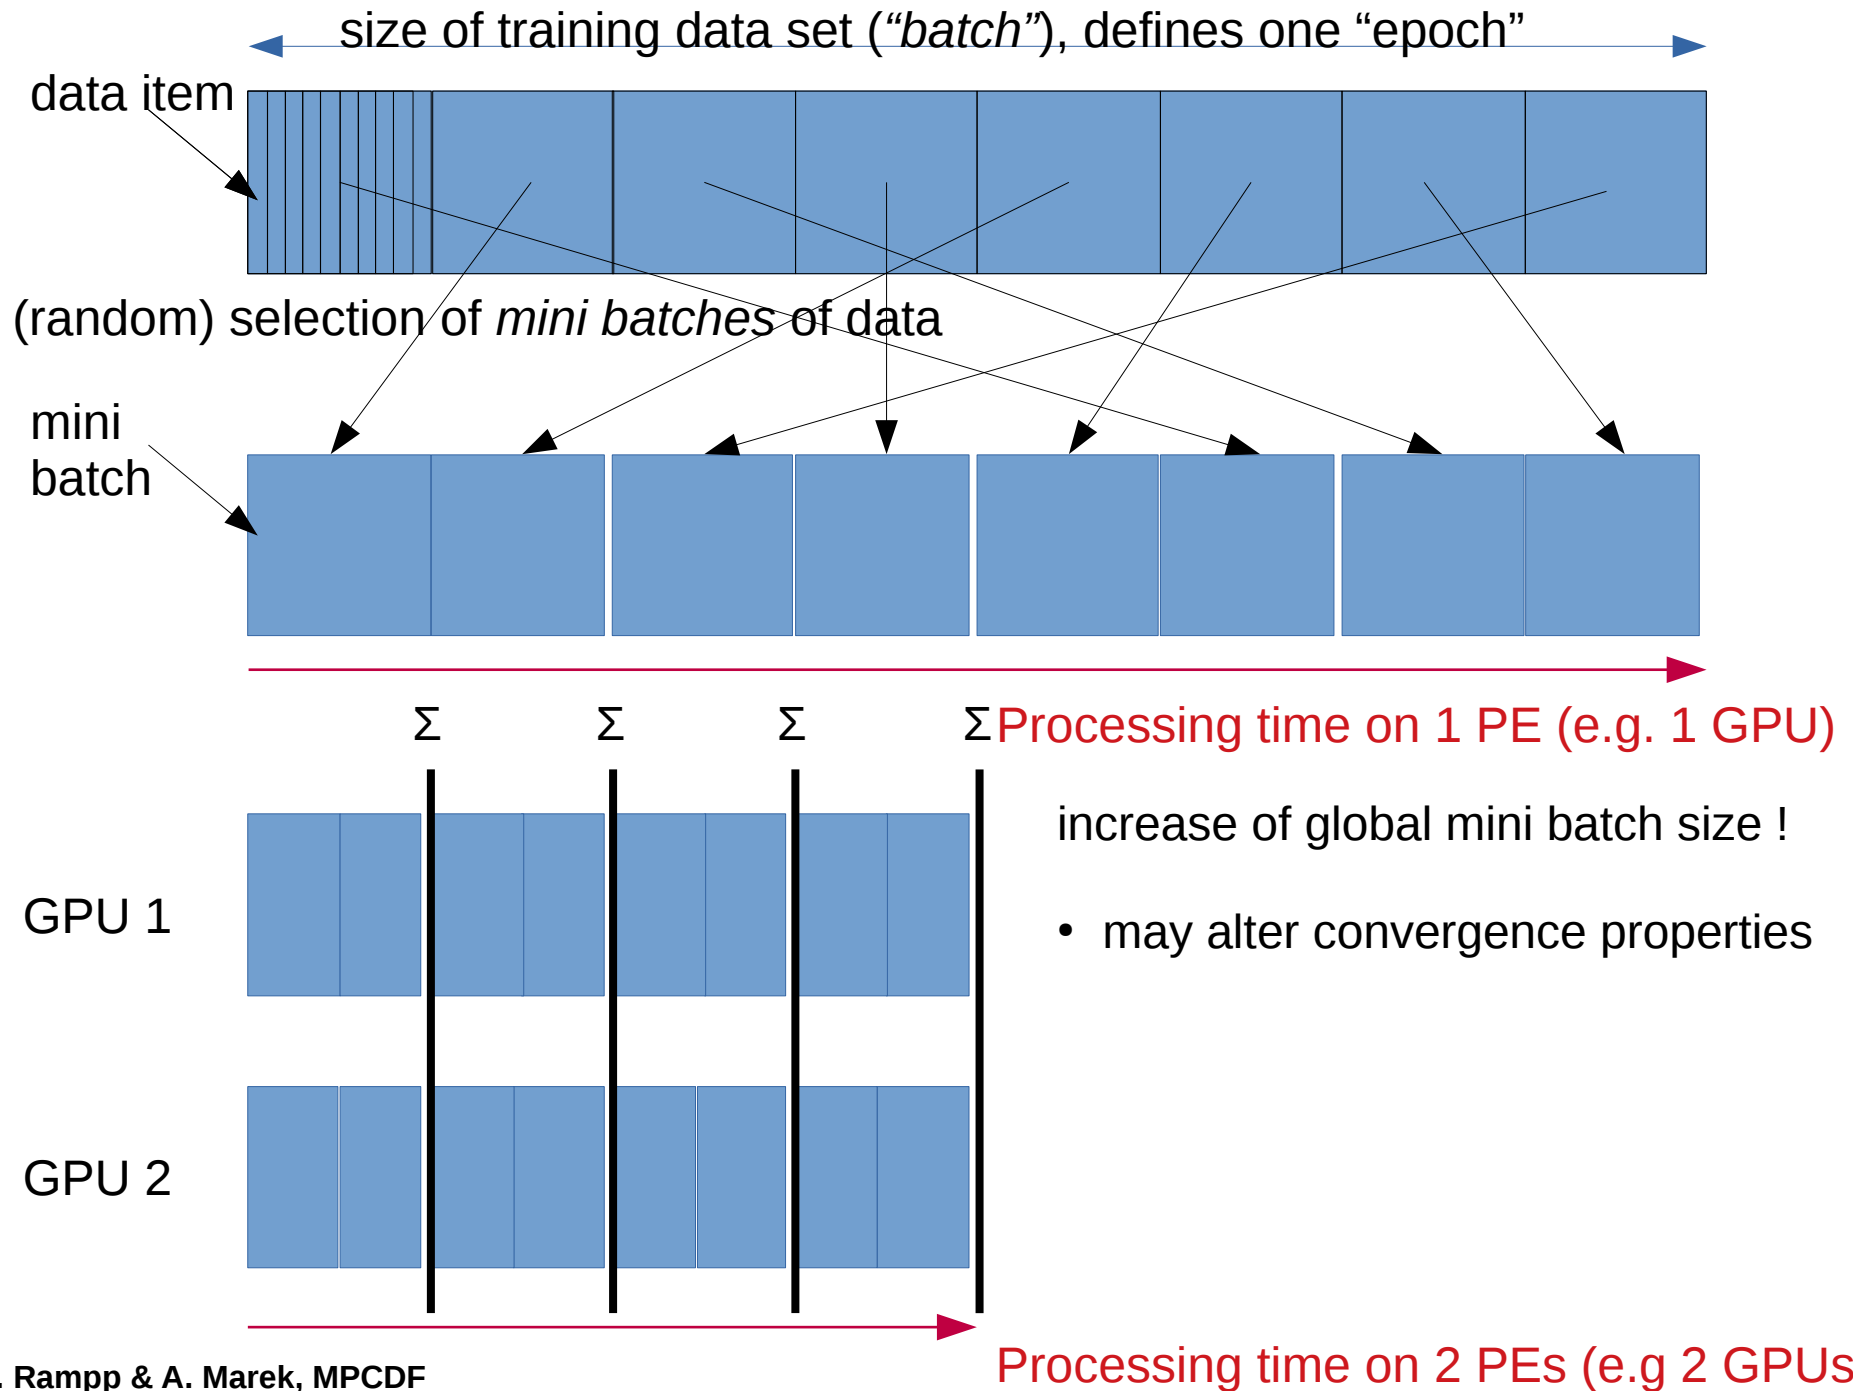 size of training data set (“batch”), defines one “epoch”
data item
(random) selection of mini batches of data
mini
batch
Σ Σ Σ Σ
Processing time on 1 PE (e.g. 1 GPU)
increase of global mini batch size !
• may alter convergence properties
GPU 1
GPU 2
Processing time on 2 PEs (e.g 2 GPUs
. Rampp & A. Marek, MPCDF